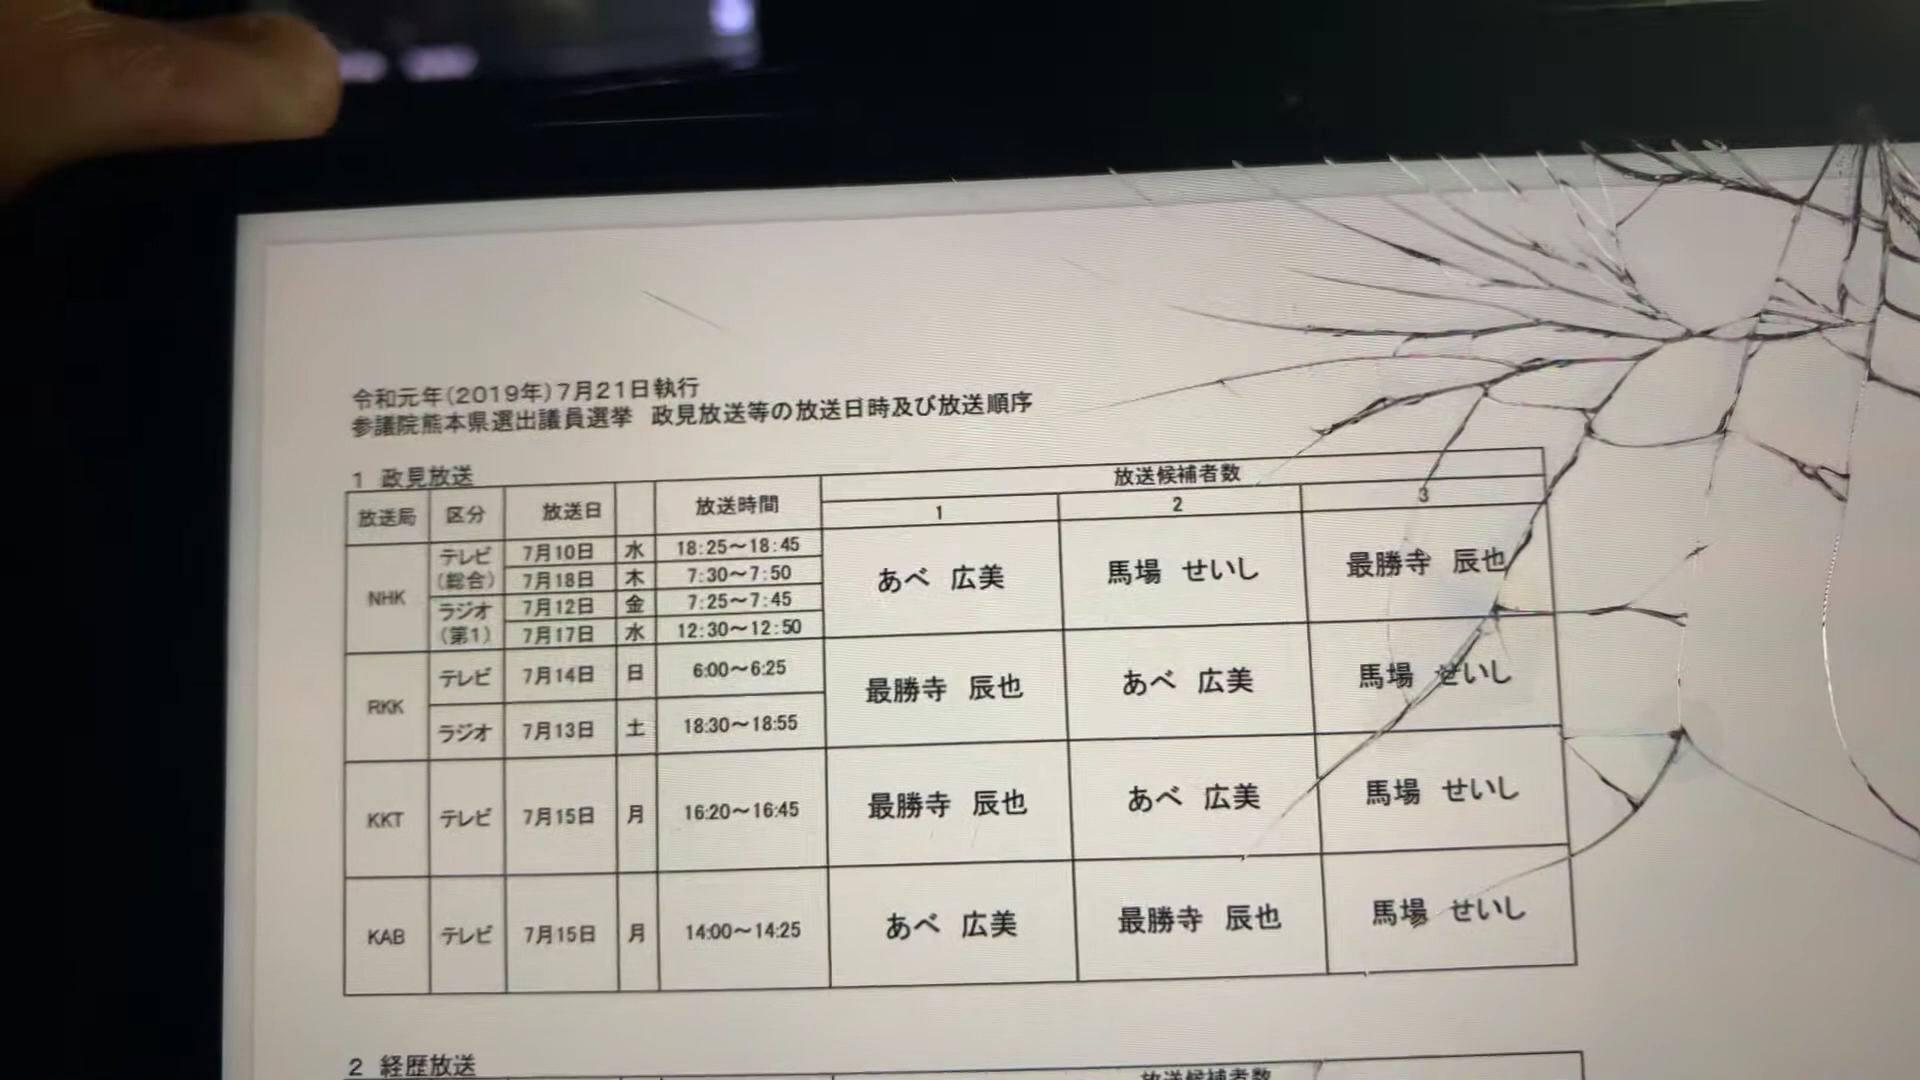 令和元年(2019年)7月21日執行
参議院熊本県選出議員選挙　政見放送等の放送日時及び放送順序
1　政見放送
放送局 区分 放送日 放送時間 放送候補者数
1 2 3
NHK テレビ(総合) 7月10日 水 18:25～18:45 あべ　広美 馬場　せいし 最勝寺　辰也
7月18日 木 7:30～7:50
ラジオ(第1) 7月12日 金 7:25～7:45
7月17日 水 12:30～12:50
RKK テレビ 7月14日 日 6:00～6:25 最勝寺　辰也 あべ　広美 馬場　せいし
ラジオ 7月13日 土 18:30～18:55
KKT テレビ 7月15日 月 16:20～16:45 最勝寺　辰也 あべ　広美 馬場　せいし
KAB テレビ 7月15日 月 14:00～14:25 あべ　広美 最勝寺　辰也 馬場　せいし
2　経歴放送
放送候補者数